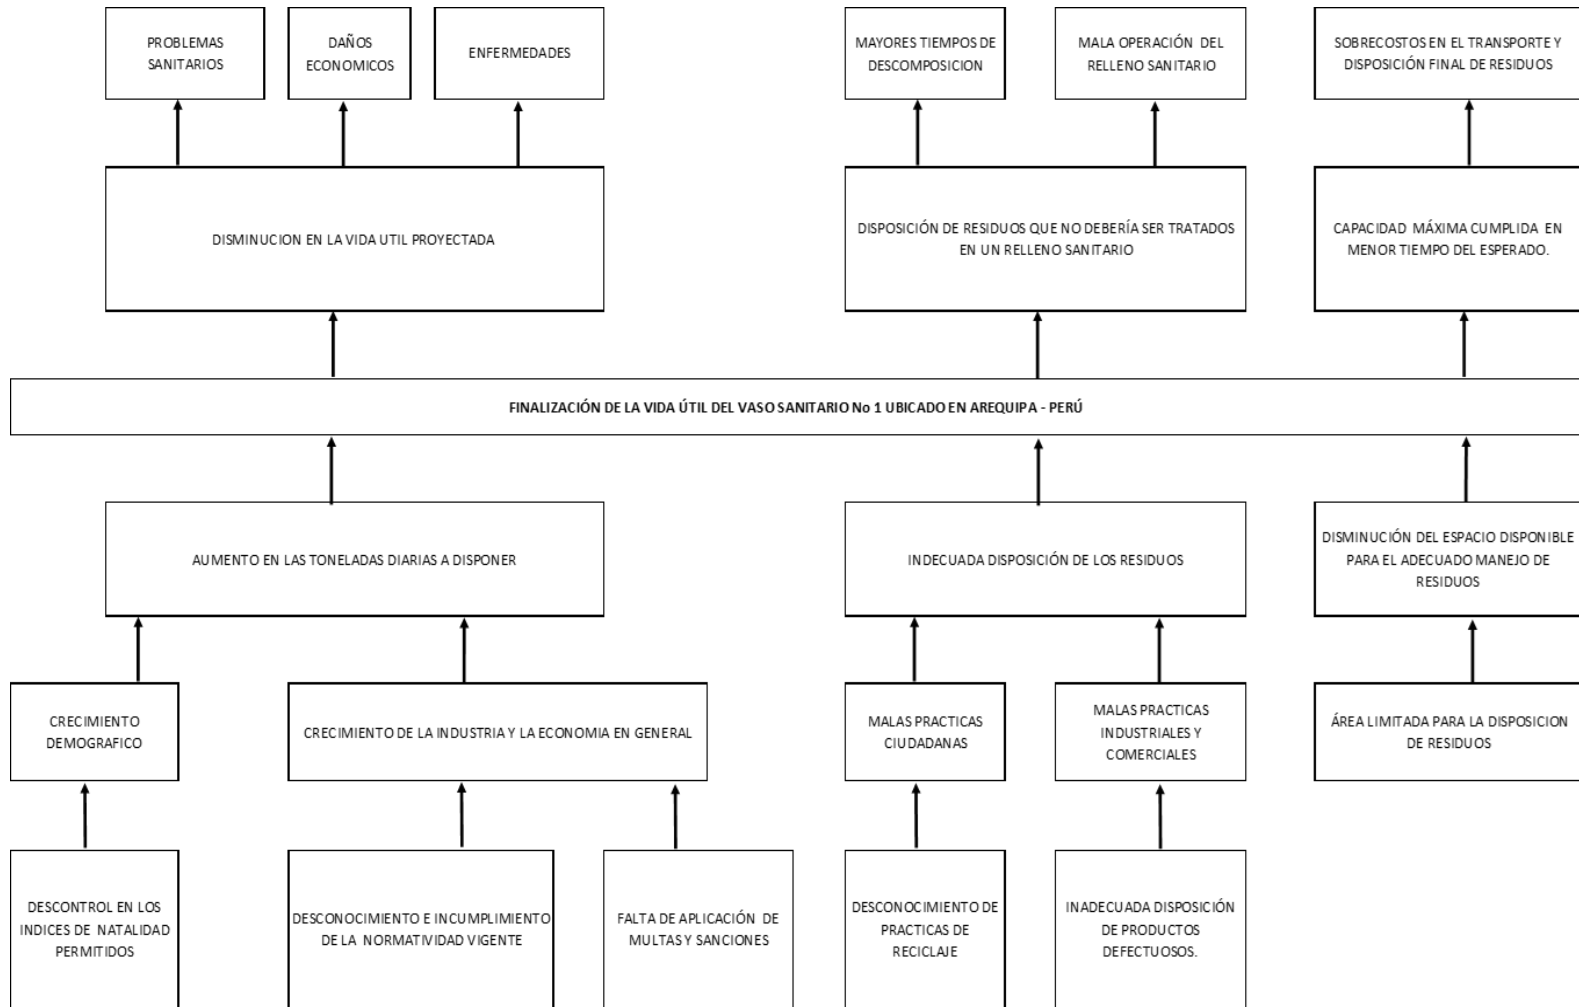 PROBLEMAS
SANITARIOS
DAÑOS
ECONOMICOS
ENFERMEDADES
MAYORES TIEMPOS DE
DESCOMPOSICION
MALA OPERACIÓN DEL
RELLENO SANITARIO
SOBRECOSTOS EN EL TRANSPORTE Y
DISPOSICIÓN FINAL DE RESIDUOS
DISMINUCION EN LA VIDA UTIL PROYECTADA
DISPOSICIÓN DE RESIDUOS QUE NO DEBERÍA SER TRATADOS
EN UN RELLENO SANITARIO
CAPACIDAD MÁXIMA CUMPLIDA EN
MENOR TIEMPO DEL ESPERADO.
FINALIZACIÓN DE LA VIDA ÚTIL DEL VASO SANITARIO No 1 UBICADO EN AREQUIPA - PERÚ
AUMENTO EN LAS TONELADAS DIARIAS A DISPONER
INDECUADA DISPOSICIÓN DE LOS RESIDUOS
DISMINUCIÓN DEL ESPACIO DISPONIBLE
PARA EL ADECUADO MANEJO DE
RESIDUOS
CRECIMIENTO
DEMOGRAFICO
CRECIMIENTO DE LA INDUSTRIA Y LA ECONOMIA EN GENERAL
MALAS PRACTICAS
CIUDADANAS
MALAS PRACTICAS
INDUSTRIALES Y
COMERCIALES
ÁREA LIMITADA PARA LA DISPOSICION
DE RESIDUOS
DESCONTROL EN LOS
INDICES DE NATALIDAD
PERMITIDOS
DESCONOCIMIENTO E INCUMPLIMIENTO
DE LA NORMATIVIDAD VIGENTE
FALTA DE APLICACIÓN DE
MULTAS Y SANCIONES
DESCONOCIMIENTO DE
PRACTICAS DE
RECICLAJE
INADECUADA DISPOSICIÓN
DE PRODUCTOS
DEFECTUOSOS.